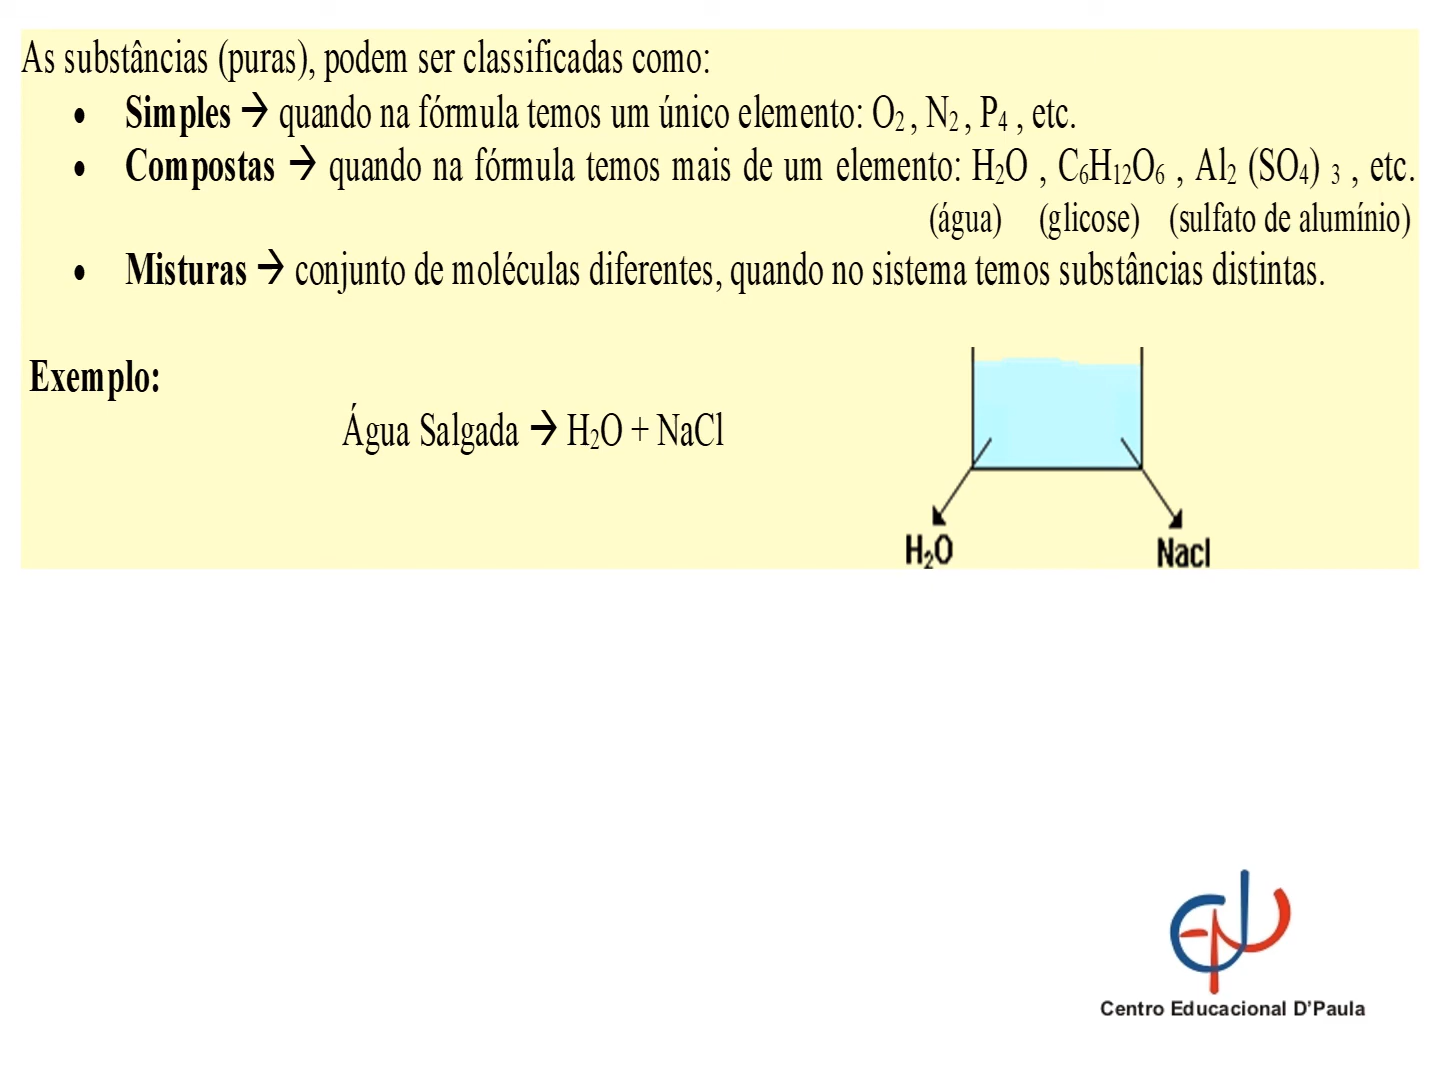 As substâncias (puras), podem ser classificadas como:
• Simples → quando na fórmula temos um único elemento: O₂ , N₂ , P₄ , etc.
• Compostas → quando na fórmula temos mais de um elemento: H₂O , C₆H₁₂O₆ , Al₂ (SO₄) ₃ , etc.
(água) (glicose) (sulfato de alumínio)
• Misturas → conjunto de moléculas diferentes, quando no sistema temos substâncias distintas.
Exemplo:
Água Salgada → H₂O + NaCl
H₂O Nacl
Centro Educacional D’Paula